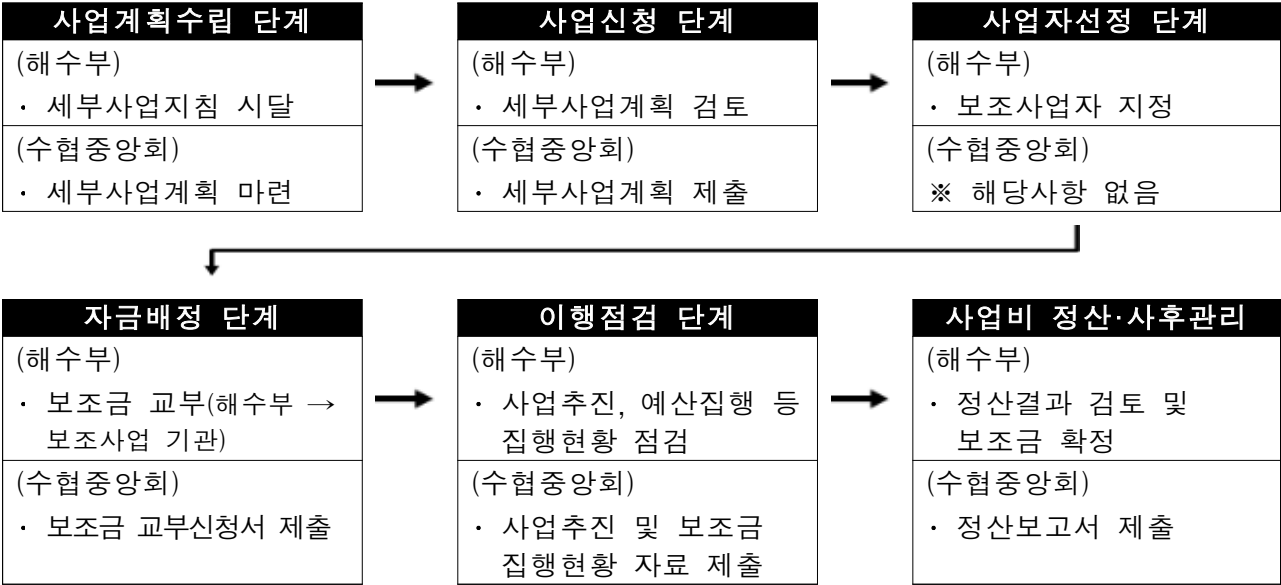 사업계획수립 단계
(해수부)
· 세부사업지침 시달
(수협중앙회)
· 세부사업계획 마련
사업신청 단계
(해수부)
· 세부사업계획 검토
(수협중앙회)
· 세부사업계획 제출
사업자선정 단계
(해수부)
· 보조사업자 지정
(수협중앙회)
※ 해당사항 없음
자금배정 단계
(해수부)
· 보조금 교부(해수부 →
보조사업 기관)
(수협중앙회)
· 보조금 교부신청서 제출
이행점검 단계
(해수부)
· 사업추진, 예산집행 등
집행현황 점검
(수협중앙회)
· 사업추진 및 보조금
집행현황 자료 제출
사업비 정산·사후관리
(해수부)
· 정산결과 검토 및
보조금 확정
(수협중앙회)
· 정산보고서 제출